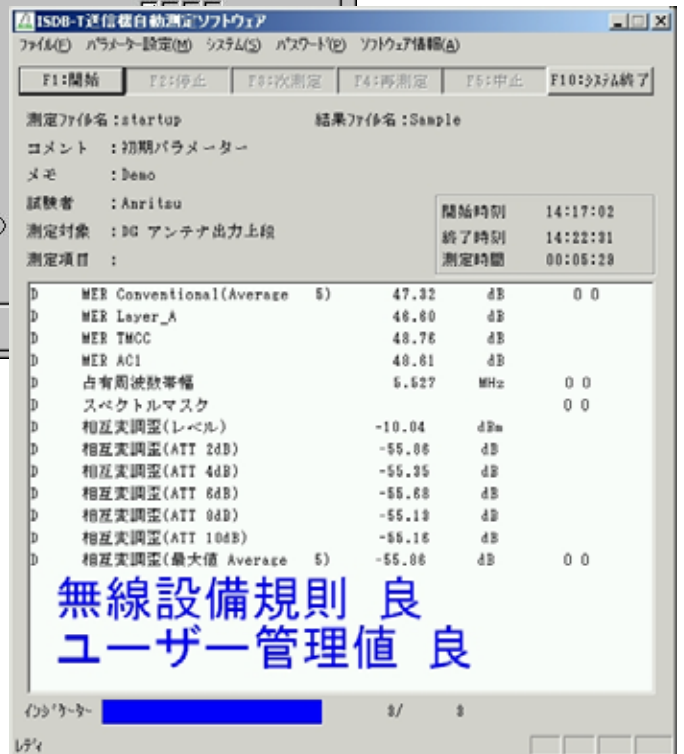 ISDB-T送信機自動測定ソフトウェア
ファイル(F) パラメーター設定(M) システム(S) パスワード(P) ソフトウェア情報(A)
F1:開始 F2:停止 F3:次測定 F4:再測定 F5:中止 F10:システム終了
測定ファイル名:startup 結果ファイル名:Sample
コメント :初期パラメーター
メモ :Demo
試験者 :Anritsu
測定対象 :DG アンテナ出力上段
測定項目 :
開始時刻 14:17:02
終了時刻 14:22:31
測定時間 00:05:29
D MER Conventional(Average 5) 47.32 dB 0 0
D MER Layer_A 46.60 dB
D MER TMCC 48.76 dB
D MER AC1 48.61 dB
D 占有周波数帯幅 5.527 MHz 0 0
D スペクトルマスク 0 0
D 相互変調歪(レベル) -10.04 dBm
D 相互変調歪(ATT 2dB) -55.86 dB
D 相互変調歪(ATT 4dB) -55.35 dB
D 相互変調歪(ATT 6dB) -55.68 dB
D 相互変調歪(ATT 8dB) -55.13 dB
D 相互変調歪(ATT 10dB) -55.16 dB
D 相互変調歪(最大値 Average 5) -55.86 dB 0 0
無線設備規則 良
ユーザー管理値 良
インジケーター 3/ 3
レディ